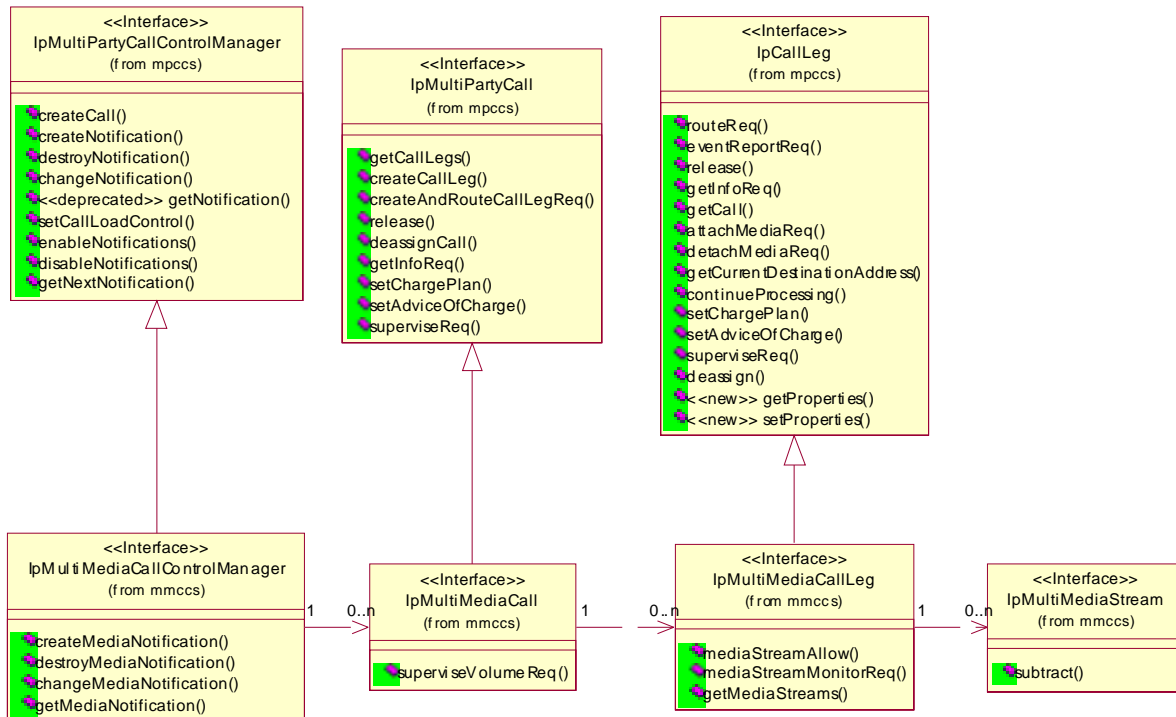 <<Interface>>
IpMultiPartyCallControlManager
(from mpccs)
createCall()
createNotification()
destroyNotification()
changeNotification()
<<deprecated>> getNotification()
setCallLoadControl()
enableNotifications()
disableNotifications()
getNextNotification()
<<Interface>>
IpMultiPartyCall
(from mpccs)
getCallLegs()
createCallLeg()
createAndRouteCallLegReq()
release()
deassignCall()
getInfoReq()
setChargePlan()
setAdviceOfCharge()
superviseReq()
<<Interface>>
IpCallLeg
(from mpccs)
routeReq()
eventReportReq()
release()
getInfoReq()
getCall()
attachMediaReq()
detachMediaReq()
getCurrentDestinationAddress()
continueProcessing()
setChargePlan()
setAdviceOfCharge()
superviseReq()
deassign()
<<new>> getProperties()
<<new>> setProperties()
<<Interface>>
IpMultiMediaCallControlManager
(from mmccs)
createMediaNotification()
destroyMediaNotification()
changeMediaNotification()
getMediaNotification()
1
0..n
<<Interface>>
IpMultiMediaCall
(from mmccs)
superviseVolumeReq()
1
0..n
<<Interface>>
IpMultiMediaCallLeg
(from mmccs)
mediaStreamAllow()
mediaStreamMonitorReq()
getMediaStreams()
1
0..n
<<Interface>>
IpMultiMediaStream
(from mmccs)
subtract()